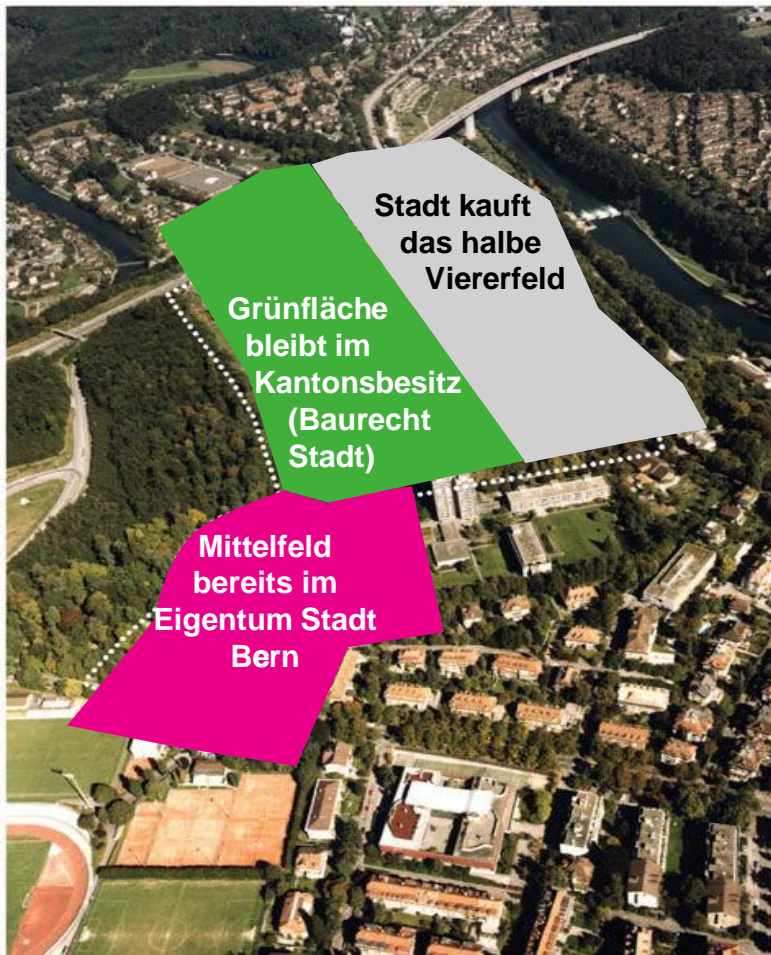 Stadt kauft
das halbe
Viererfeld
Grünfläche
bleibt im
Kantonsbesitz
(Baurecht
Stadt)
Mittelfeld
bereits im
Eigentum Stadt
Bern